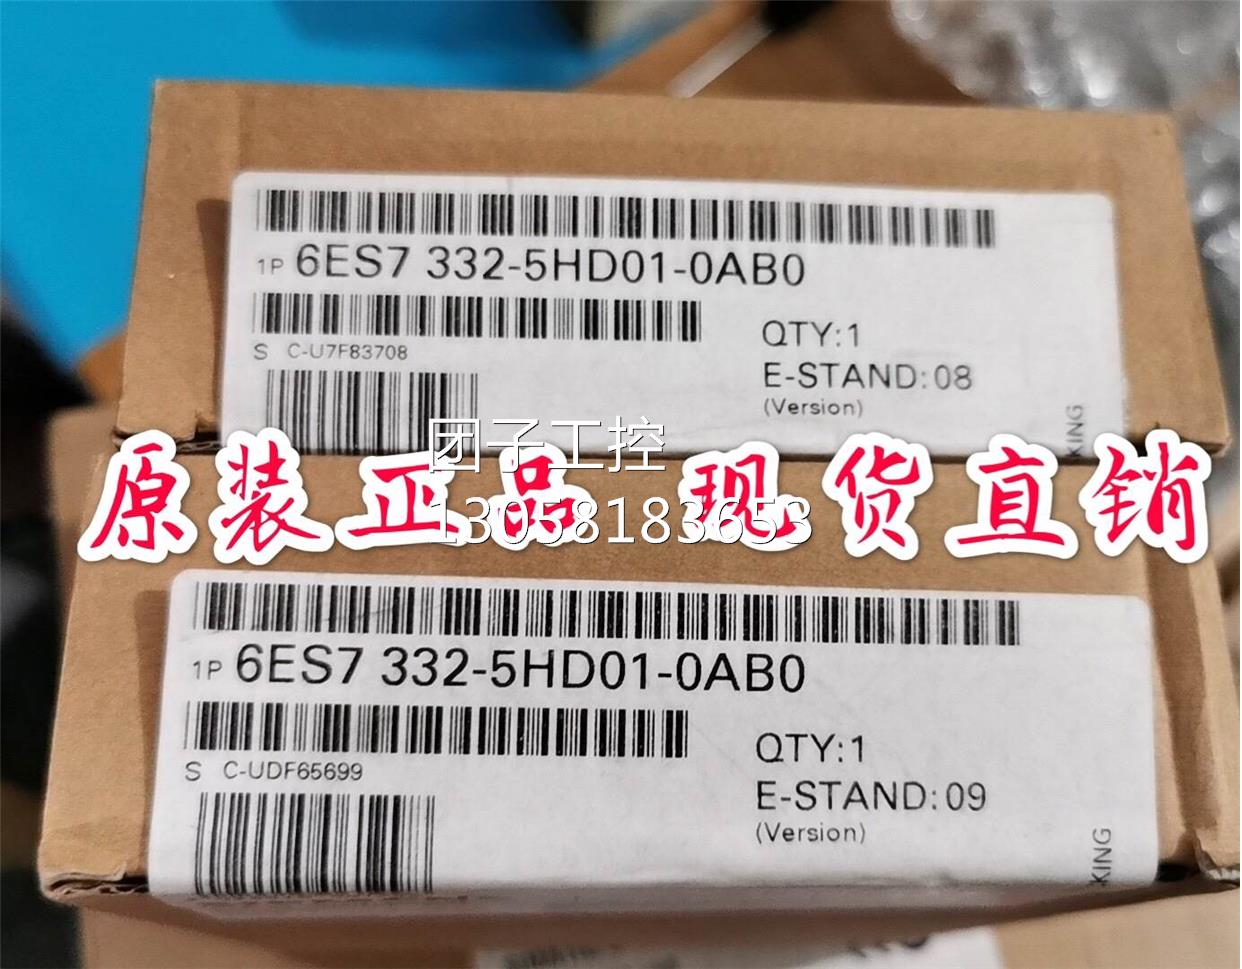 1P 6ES7 332-5HD01-0AB0
S C-U7F83708
QTY:1
E-STAND:08
(Version)
KING
团子工控
原装正品 现货直销
13058183653
1P 6ES7 332-5HD01-0AB0
S C-UDF65699
QTY:1
E-STAND:09
(Version)
KING